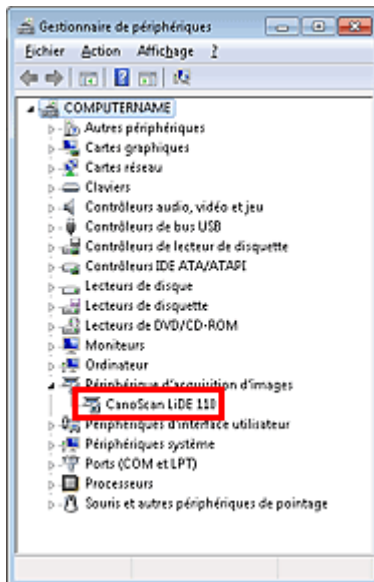 Gestionnaire de périphériques
Fichier Action Affichage ?
COMPUTERNAME
Autres périphériques
Cartes graphiques
Cartes réseau
Claviers
Contrôleurs audio, vidéo et jeu
Contrôleurs de bus USB
Contrôleurs de lecteur de disquette
Contrôleurs IDE ATA/ATAPI
Lecteurs de disque
Lecteurs de disquette
Lecteurs de DVD/CD-ROM
Moniteurs
Ordinateur
Périphérique d'acquisition d'images
CanoScan LiDE 110
Périphériques d'interface utilisateur
Périphériques système
Ports (COM et LPT)
Processeurs
Souris et autres périphériques de pointage